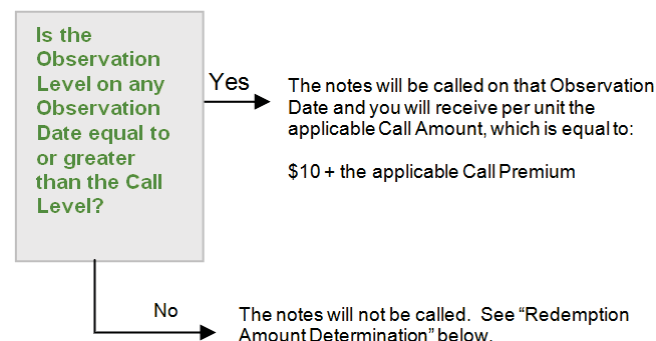 Is the
Observation
Level on any
Observation
Date equal to
or greater
than the Call
Level?
Yes
The notes will be called on that Observation
Date and you will receive per unit the
applicable Call Amount, which is equal to:
$10 + the applicable Call Premium
No
The notes will not be called. See “Redemption
Amount Determination” below.